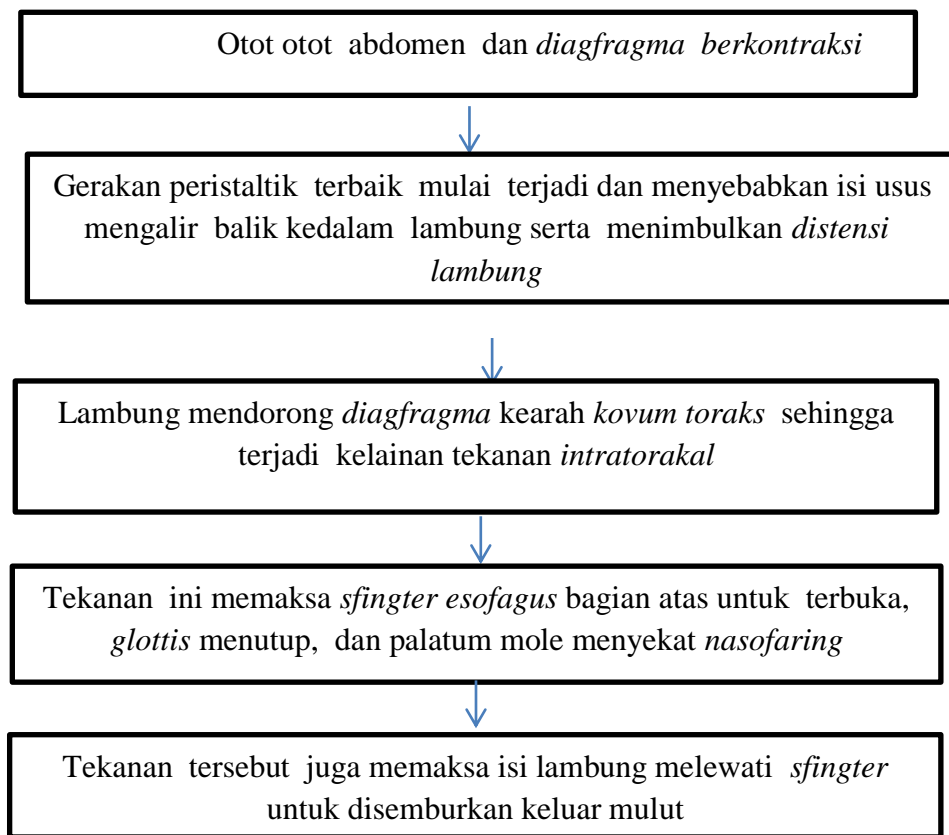 Otot otot abdomen dan diagfragma berkontraksi
Gerakan peristaltik terbaik mulai terjadi dan menyebabkan isi usus
mengalir balik kedalam lambung serta menimbulkan distensi
lambung
Lambung mendorong diagfragma kearah kovum toraks sehingga
terjadi kelainan tekanan intratorakal
Tekanan ini memaksa sfingter esofagus bagian atas untuk terbuka,
glottis menutup, dan palatum mole menyekat nasofaring
Tekanan tersebut juga memaksa isi lambung melewati sfingter
untuk disemburkan keluar mulut